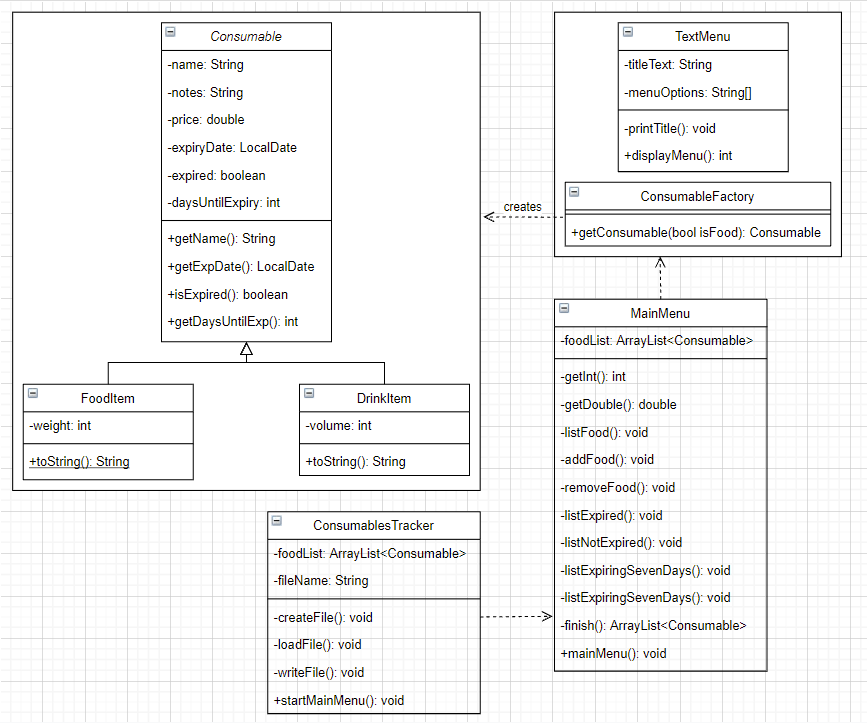 Consumable
-name: String
-notes: String
-price: double
-expiryDate: LocalDate
-expired: boolean
-daysUntilExpiry: int
+getName(): String
+getExpDate(): LocalDate
+isExpired(): boolean
+getDaysUntilExp(): int
FoodItem
-weight: int
+toString(): String
DrinkItem
-volume: int
+toString(): String
creates
TextMenu
-titleText: String
-menuOptions: String[]
-printTitle(): void
+displayMenu(): int
ConsumableFactory
+getConsumable(bool isFood): Consumable
MainMenu
-foodList: ArrayList<Consumable>
-getInt(): int
-getDouble(): double
-listFood(): void
-addFood(): void
-removeFood(): void
-listExpired(): void
-listNotExpired(): void
-listExpiringSevenDays(): void
-listExpiringSevenDays(): void
-finish(): ArrayList<Consumable>
+mainMenu(): void
ConsumablesTracker
-foodList: ArrayList<Consumable>
-fileName: String
-createFile(): void
-loadFile(): void
-writeFile(): void
+startMainMenu(): void